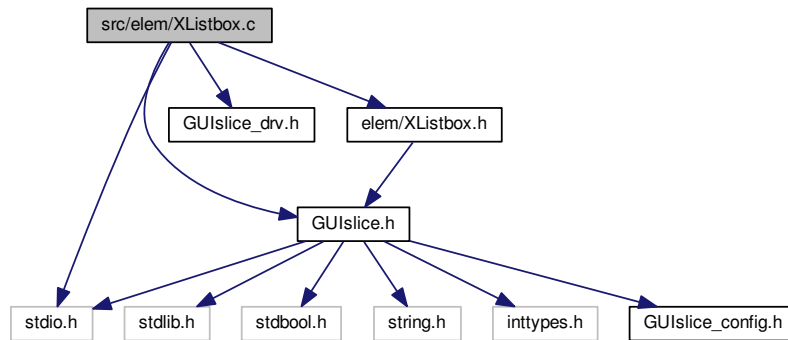 src/elem/XListbox.c
GUIslice_drv.h
elem/XListbox.h
GUIslice.h
stdio.h
stdlib.h
stdbool.h
string.h
inttypes.h
GUIslice_config.h